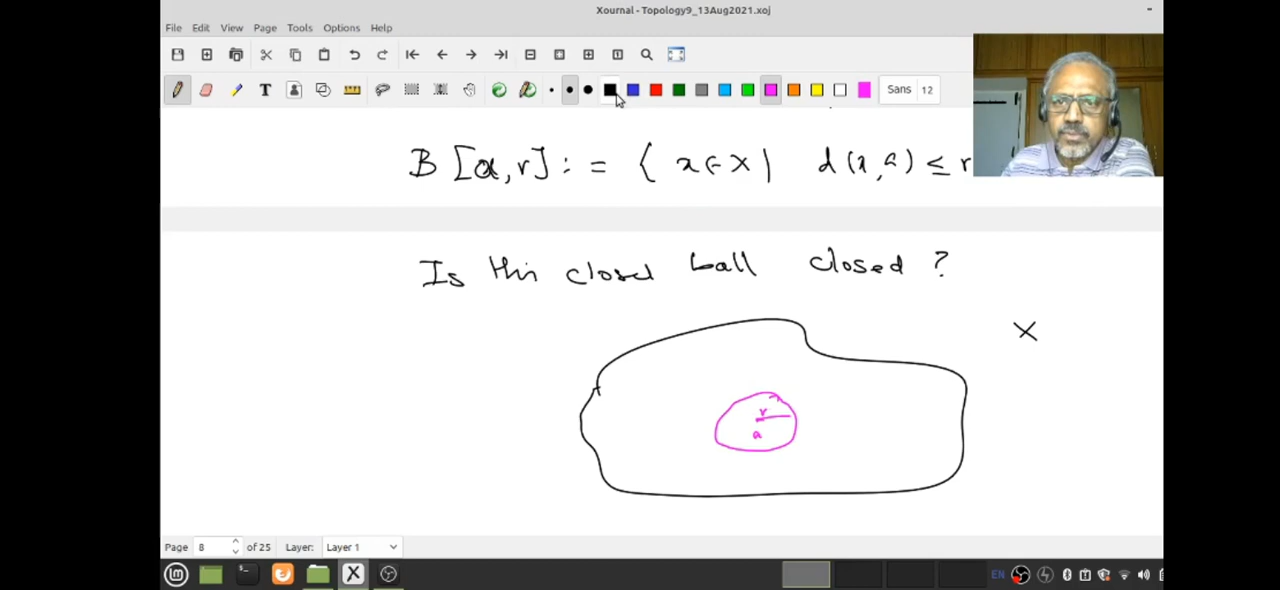 Xournal - Topology9_13Aug2021.xoj
File Edit View Page Tools Options Help
Sans 12
B [a, r] : = { x ∈ X | d(x, a) ≤ r
Is this closed ball closed ?
X
r
a
Page 8 of 25 Layer: Layer 1
EN